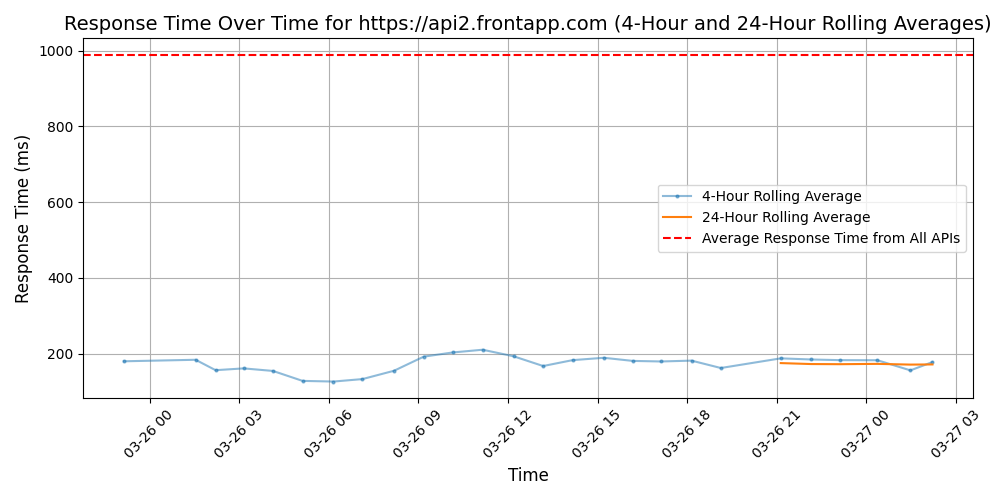 Response Time Over Time for https://api2.frontapp.com (4-Hour and 24-Hour Rolling Averages)
Response Time (ms)
1000
800
600
400
200
4-Hour Rolling Average
24-Hour Rolling Average
Average Response Time from All APIs
03-26 00
03-26 03
03-26 06
03-26 09
03-26 12
03-26 15
03-26 18
03-26 21
03-27 00
03-27 03
Time